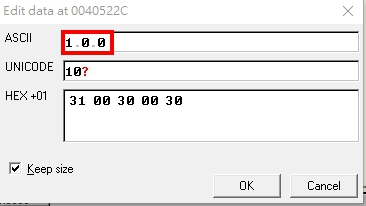 Edit data at 0040522C
ASCII
1.0.0
UNICODE
10?
HEX +01
31 00 30 00 30
Keep size
OK
Cancel